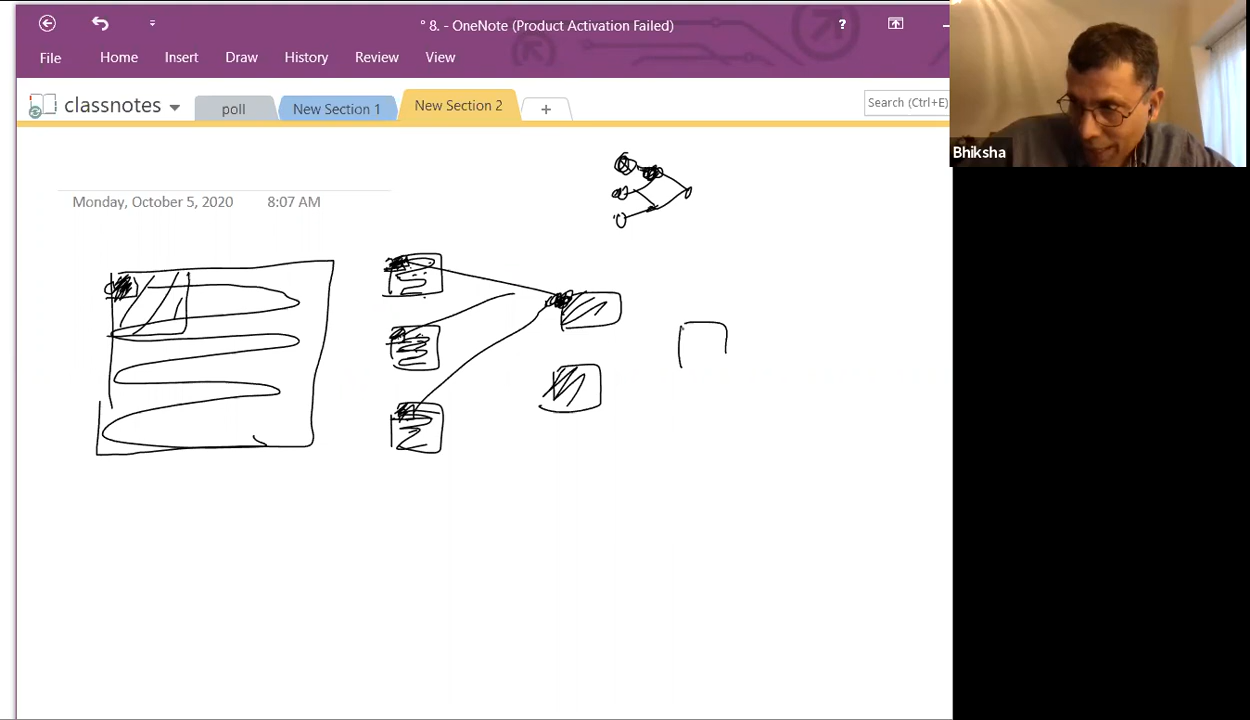 ° 8. - OneNote (Product Activation Failed)
?
File Home Insert Draw History Review View
classnotes poll New Section 1 New Section 2 + Search (Ctrl+E)
Bhiksha
Monday, October 5, 2020 8:07 AM